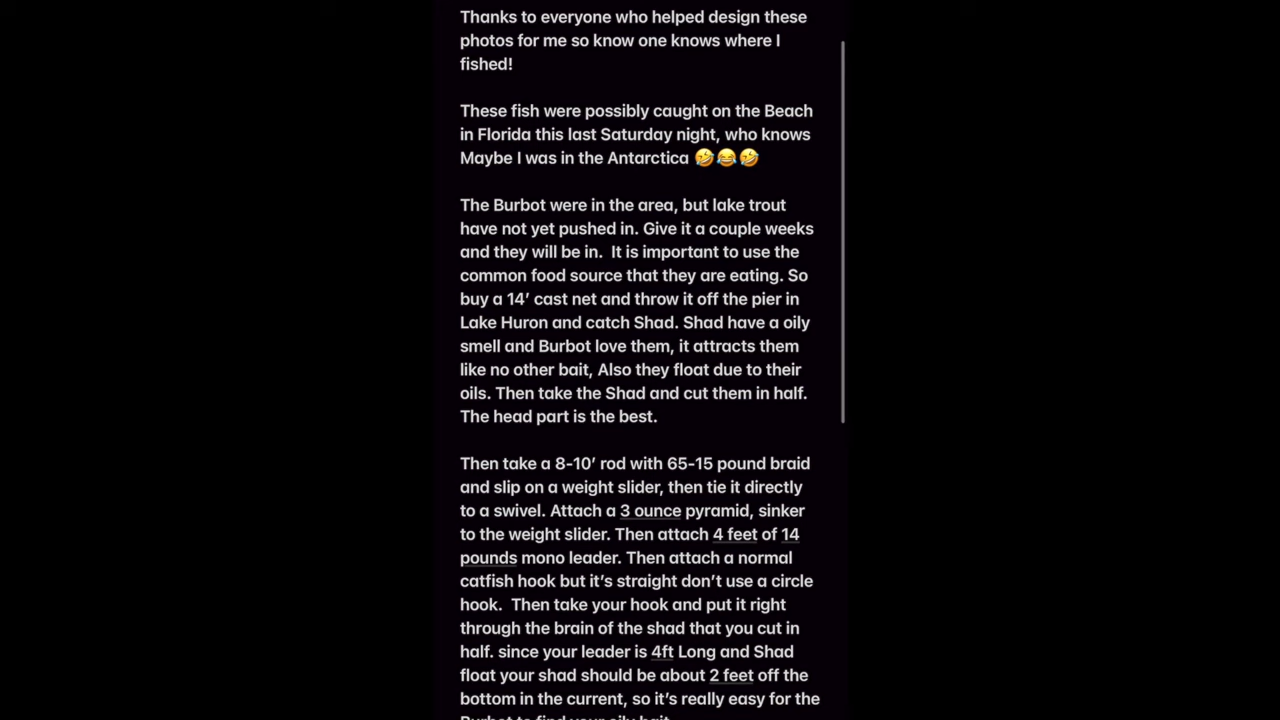 Thanks to everyone who helped design these
photos for me so know one knows where I
fished!
These fish were possibly caught on the Beach
in Florida this last Saturday night, who knows
Maybe I was in the Antarctica 🤣😂🤣
The Burbot were in the area, but lake trout
have not yet pushed in. Give it a couple weeks
and they will be in.  It is important to use the
common food source that they are eating. So
buy a 14’ cast net and throw it off the pier in
Lake Huron and catch Shad. Shad have a oily
smell and Burbot love them, it attracts them
like no other bait, Also they float due to their
oils. Then take the Shad and cut them in half.
The head part is the best.
Then take a 8-10’ rod with 65-15 pound braid
and slip on a weight slider, then tie it directly
to a swivel. Attach a 3 ounce pyramid, sinker
to the weight slider. Then attach 4 feet of 14
pounds mono leader. Then attach a normal
catfish hook but it’s straight don’t use a circle
hook.  Then take your hook and put it right
through the brain of the shad that you cut in
half. since your leader is 4ft Long and Shad
float your shad should be about 2 feet off the
bottom in the current, so it’s really easy for the
Burbot to find your oily bait